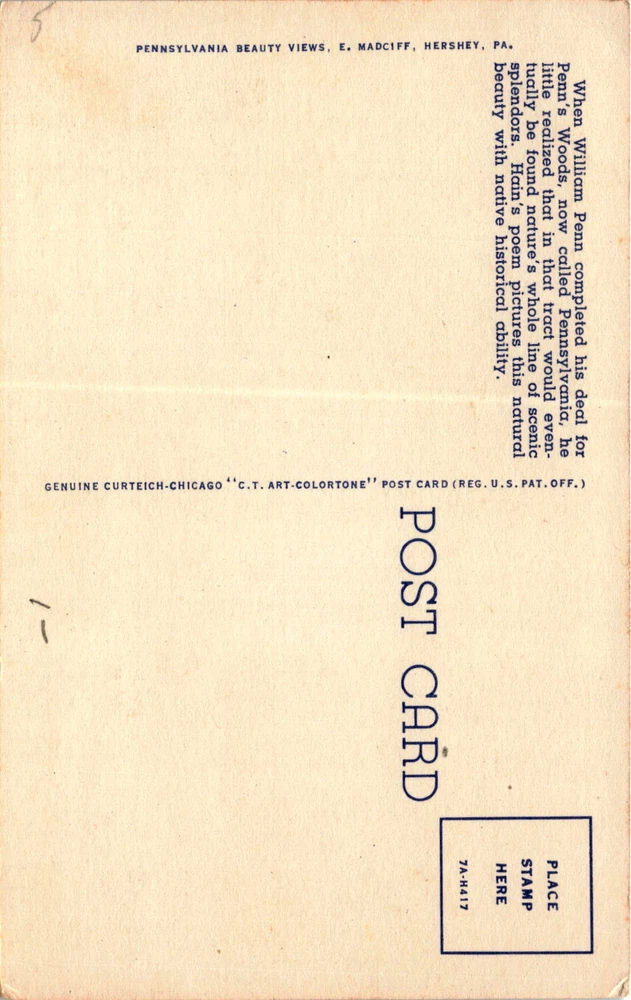 5
PENNSYLVANIA BEAUTY VIEWS, E. MADCIFF, HERSHEY, PA.
When William Penn completed his deal for
Penn's Woods, now called Pennsylvania, he
little realized that in that tract would even-
tually be found nature's whole line of scenic
splendors. Hain's poem pictures this natural
beauty with native historical ability.
GENUINE CURTEICH-CHICAGO "C.T. ART-COLORTONE" POST CARD (REG. U.S. PAT. OFF.)
POST CARD
PLACE
STAMP
HERE
7A-H417